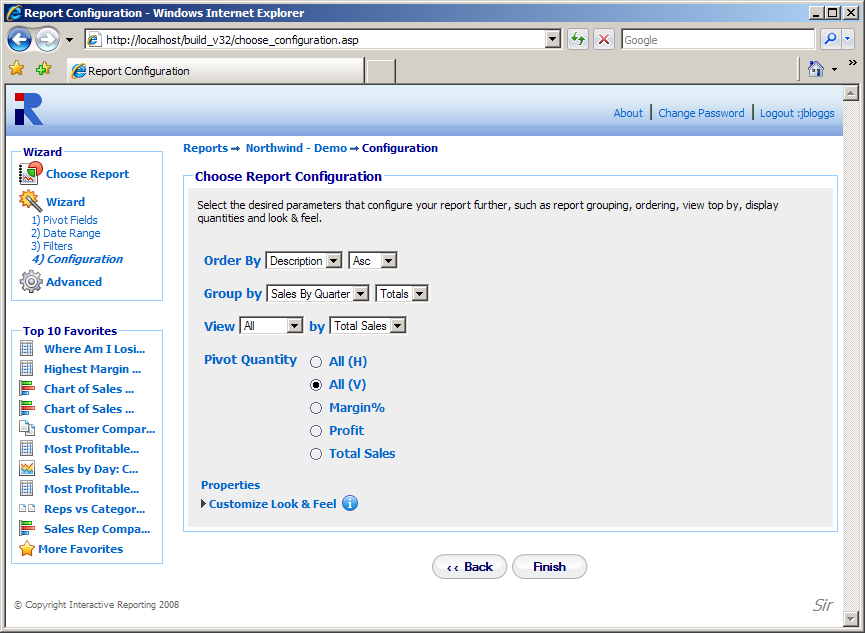 Report Configuration - Windows Internet Explorer
http://localhost/build_v32/choose_configuration.asp
Google
Report Configuration
R
About | Change Password | Logout :jbloggs
Reports → Northwind - Demo → Configuration
Wizard
Choose Report
Wizard
1) Pivot Fields
2) Date Range
3) Filters
4) Configuration
Advanced
Top 10 Favorites
Where Am I Losi...
Highest Margin ...
Chart of Sales ...
Chart of Sales ...
Customer Compar...
Most Profitable...
Sales by Day: C...
Most Profitable...
Reps vs Categor...
Sales Rep Compa...
More Favorites
Choose Report Configuration
Select the desired parameters that configure your report further, such as report grouping, ordering, view top by, display
quantities and look & feel.
Order By Description Asc
Group by Sales By Quarter Totals
View All by Total Sales
Pivot Quantity
All (H)
All (V)
Margin%
Profit
Total Sales
Properties
Customize Look & Feel i
‹‹ Back Finish
© Copyright Interactive Reporting 2008
Sir